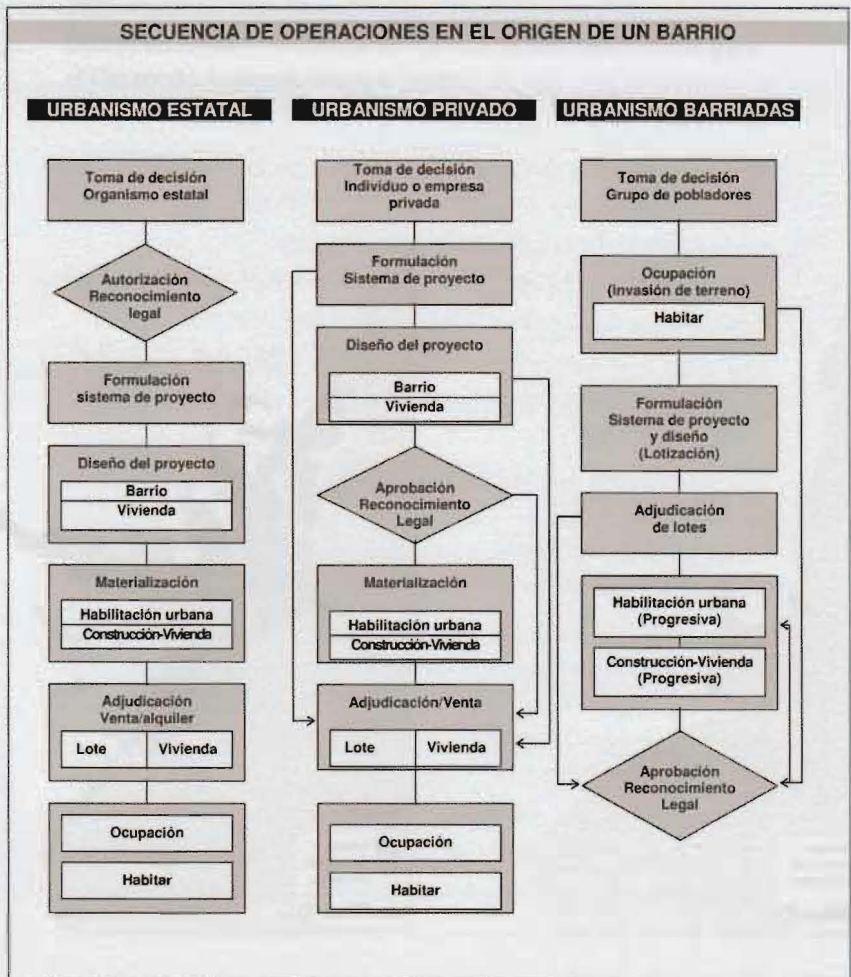 SECUENCIA DE OPERACIONES EN EL ORIGEN DE UN BARRIO
URBANISMO ESTATAL
Toma de decisión
Organismo estatal
Autorización
Reconocimiento
legal
Formulación
sistema de proyecto
Diseño del proyecto
Barrio
Vivienda
Materialización
Habilitación urbana
Construcción-Vivienda
Adjudicación
Venta/alquiler
Lote
Vivienda
Ocupación
Habitar
URBANISMO PRIVADO
Toma de decisión
Individuo o empresa
privada
Formulación
Sistema de proyecto
Diseño del proyecto
Barrio
Vivienda
Aprobación
Reconocimiento
Legal
Materialización
Habilitación urbana
Construcción-Vivienda
Adjudicación/Venta
Lote
Vivienda
Ocupación
Habitar
URBANISMO BARRIADAS
Toma de decisión
Grupo de pobladores
Ocupación
(Invasión de terreno)
Habitar
Formulación
Sistema de proyecto
y diseño
(Lotización)
Adjudicación
de lotes
Habilitación urbana
(Progresiva)
Construcción-Vivienda
(Progresiva)
Aprobación
Reconocimiento
Legal